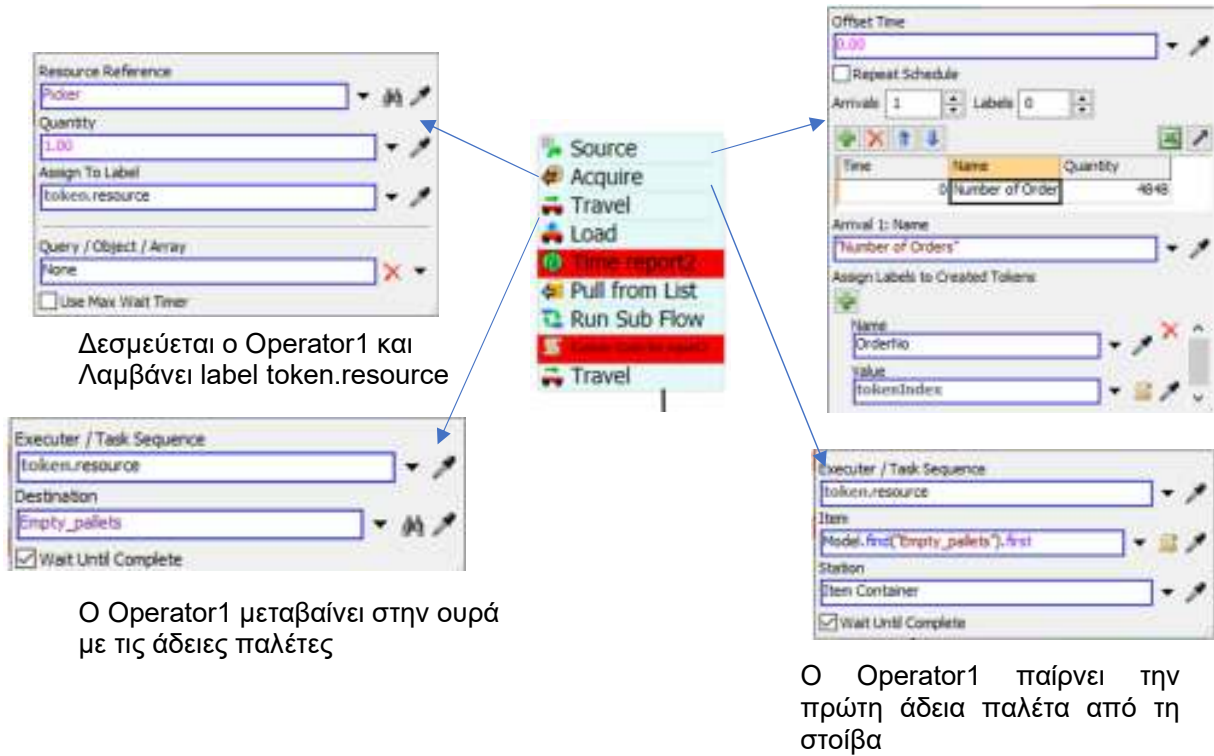 Resource Reference
Picker
Quantity
1.00
Assign To Label
token.resource
Query / Object / Array
None
Use Max Wait Timer
Δεσμεύεται ο Operator1 και
Λαμβάνει label token.resource
Executer / Task Sequence
token.resource
Destination
Empty_pallets
Wait Until Complete
Ο Operator1 μεταβαίνει στην ουρά
με τις άδειες παλέτες
Source
Acquire
Travel
Load
Time report2
Pull from List
Run Sub Flow
Travel
Offset Time
0.00
Repeat Schedule
Arrivals 1 Labels 0
Time Name Quantity
0 Number of Order 4848
Arrival 1: Name
"Number of Orders"
Assign Labels to Created Tokens
Name
OrderNo
Value
tokenIndex
Executer / Task Sequence
token.resource
Item
Model.find("Empty_pallets").first
Station
Item Container
Wait Until Complete
Ο Operator1 παίρνει την
πρώτη άδεια παλέτα από τη
στοίβα